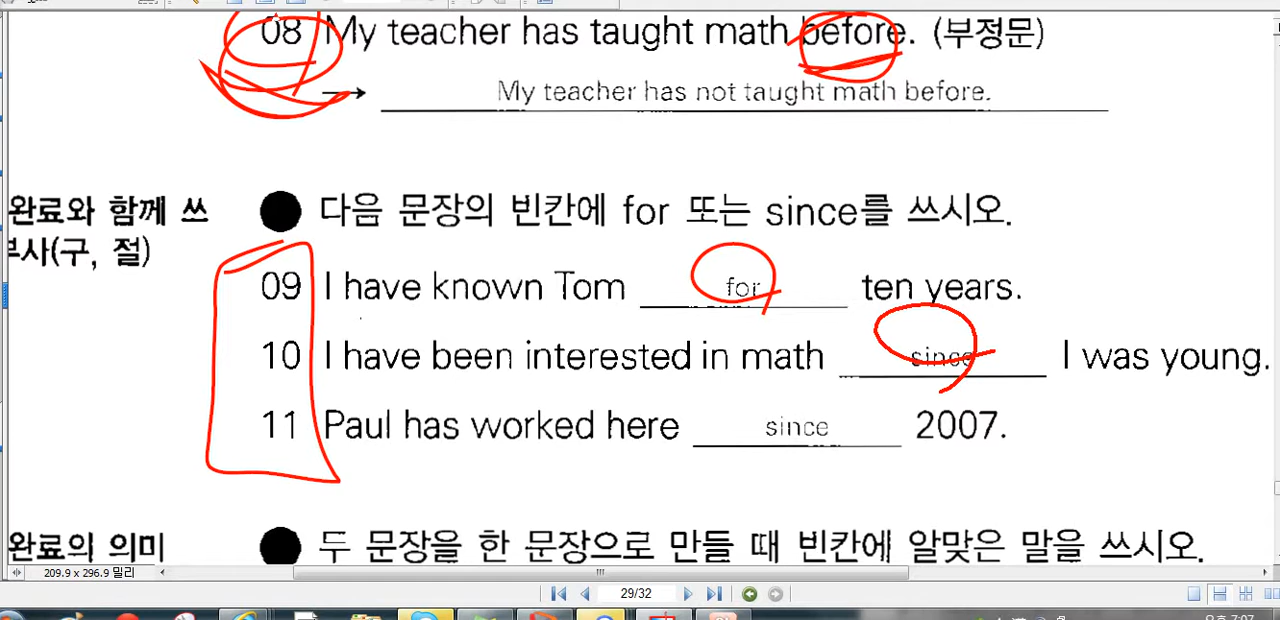 08 My teacher has taught math before. (부정문)
→ My teacher has not taught math before.
완료와 함께 쓰
부사(구, 절)
● 다음 문장의 빈칸에 for 또는 since를 쓰시오.
09 I have known Tom for ten years.
10 I have been interested in math since I was young.
11 Paul has worked here since 2007.
완료의 의미
● 두 문장을 한 문장으로 만들 때 빈칸에 알맞은 말을 쓰시오.
209.9 x 296.9 밀리
29/32